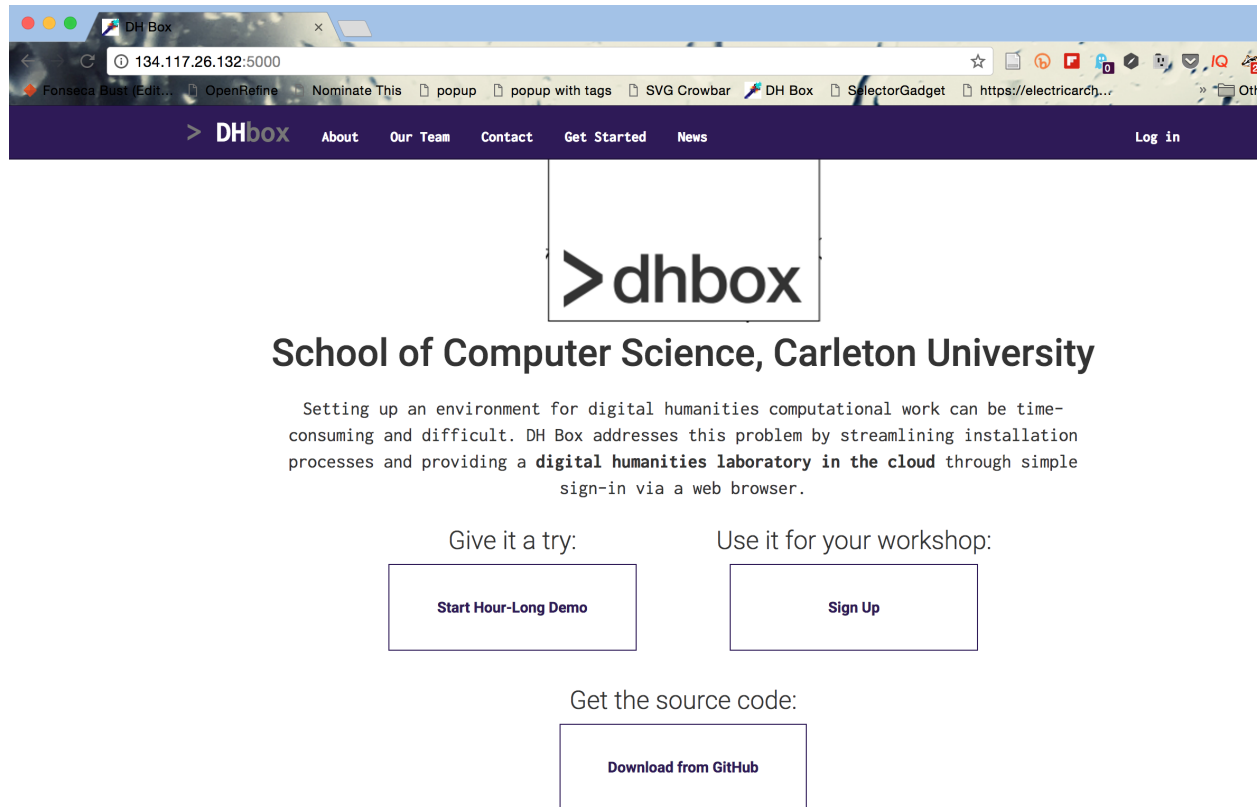 DH Box
134.117.26.132:5000
Fonseca Bust (Edit... OpenRefine Nominate This popup popup with tags SVG Crowbar DH Box SelectorGadget https://electricarch... » Oth
> DHbox About Our Team Contact Get Started News Log in
>dhbox
School of Computer Science, Carleton University
Setting up an environment for digital humanities computational work can be time-
consuming and difficult. DH Box addresses this problem by streamlining installation
processes and providing a digital humanities laboratory in the cloud through simple
sign-in via a web browser.
Give it a try: Use it for your workshop:
Start Hour-Long Demo Sign Up
Get the source code:
Download from GitHub